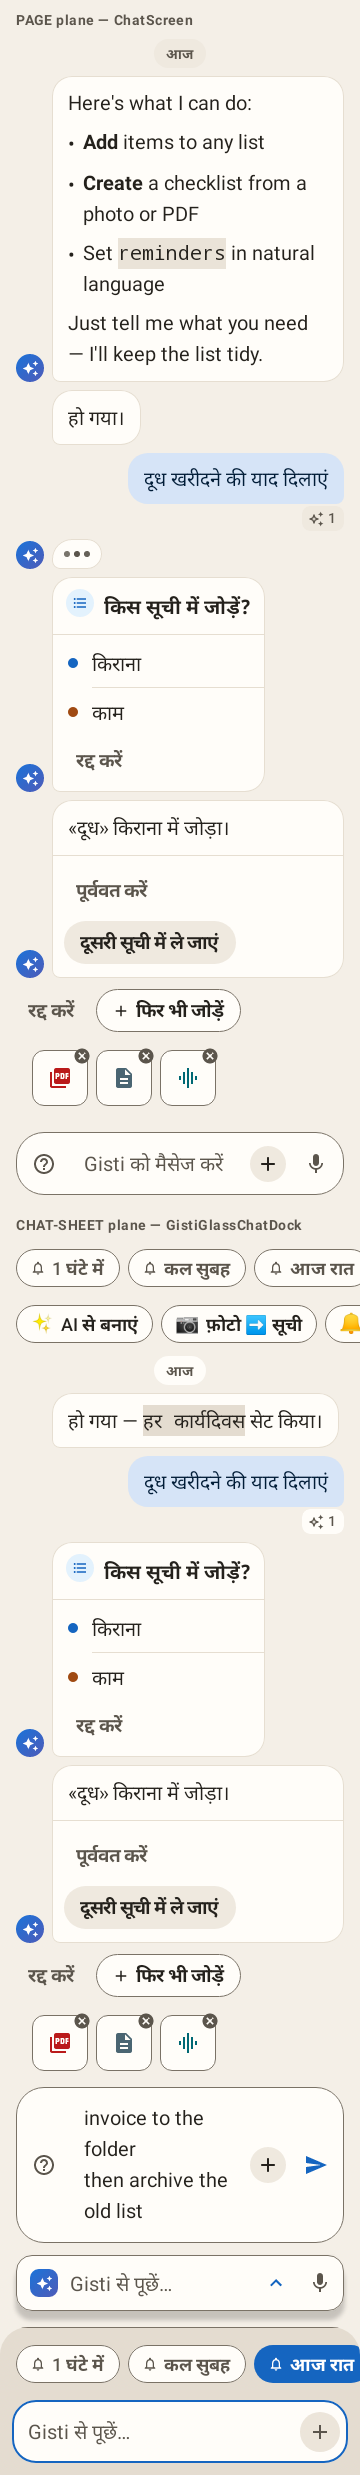 PAGE plane — ChatScreen
आज
Here's what I can do:
• Add items to any list
• Create a checklist from a
photo or PDF
• Set reminders in natural
language
Just tell me what you need
— I'll keep the list tidy.
हो गया।
दूध खरीदने की याद दिलाएं
1
किस सूची में जोड़ें?
किराना
काम
रद्द करें
«दूध» किराना में जोड़ा।
पूर्ववत करें
दूसरी सूची में ले जाएं
रद्द करें + फिर भी जोड़ें
PDF
Gisti को मैसेज करें
CHAT-SHEET plane — GistiGlassChatDock
1 घंटे में कल सुबह आज रात
✨ AI से बनाएं 📷 फ़ोटो ➡️ सूची 🔔
आज
हो गया — हर कार्यदिवस सेट किया।
दूध खरीदने की याद दिलाएं
1
किस सूची में जोड़ें?
किराना
काम
रद्द करें
«दूध» किराना में जोड़ा।
पूर्ववत करें
दूसरी सूची में ले जाएं
रद्द करें + फिर भी जोड़ें
PDF
invoice to the
folder
then archive the
old list
Gisti से पूछें…
1 घंटे में कल सुबह आज रात
Gisti से पूछें…